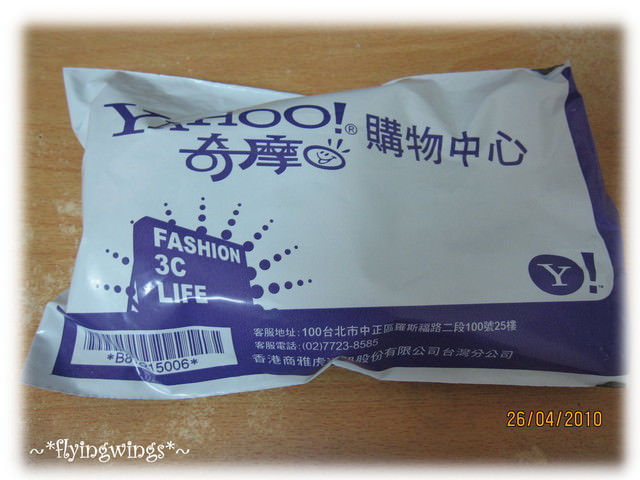 YAHOO!®
奇摩 購物中心
FASHION
3C
LIFE
Y!™
客服地址: 100台北市中正區羅斯福路二段100號25樓
客服電話: (02)7723-8585
香港商雅虎 股份有限公司台灣分公司
26/04/2010
~*flyingwings*~